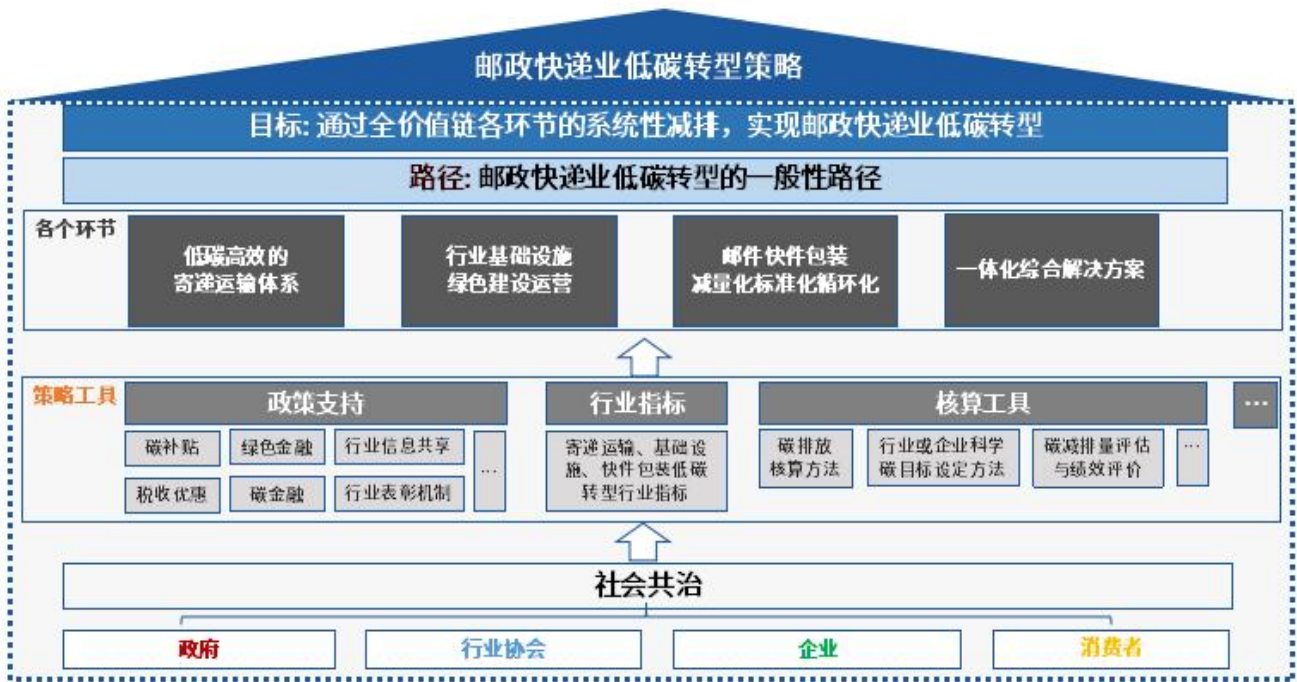 邮政快递业低碳转型策略
目标: 通过全价值链各环节的系统性减排，实现邮政快递业低碳转型
路径: 邮政快递业低碳转型的一般性路径
各个环节
低碳高效的
寄递运输体系
行业基础设施
绿色建设运营
邮件快件包装
减量化标准化循环化
一体化综合解决方案
策略工具
政策支持
碳补贴
绿色金融
行业信息共享
税收优惠
碳金融
行业表彰机制
...
行业指标
寄递运输、基础设
施、快件包装低碳
转型行业指标
核算工具
碳排放
核算方法
行业或企业科学
碳目标设定方法
碳减排量评估
与绩效评价
...
...
社会共治
政府
行业协会
企业
消费者